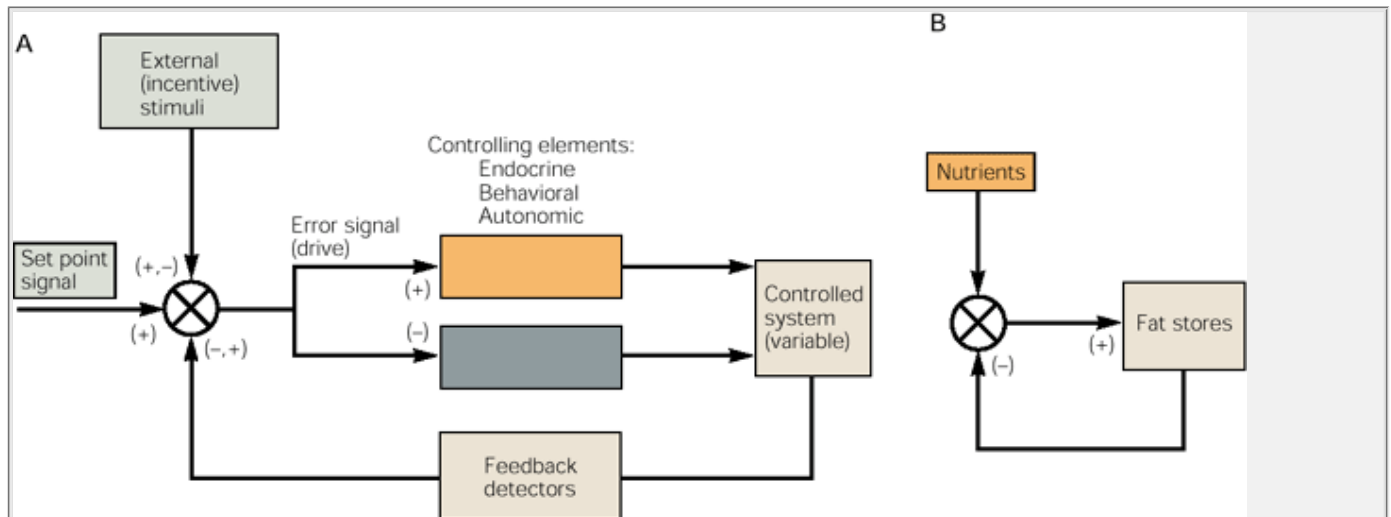 A
External
(incentive)
stimuli
Controlling elements:
Endocrine
Behavioral
Autonomic
Error signal
(drive)
Set point
signal
(+,–)
(+)
(–,+)
(+)
(–)
Controlled
system
(variable)
Feedback
detectors
B
Nutrients
Fat stores
(+)
(–)